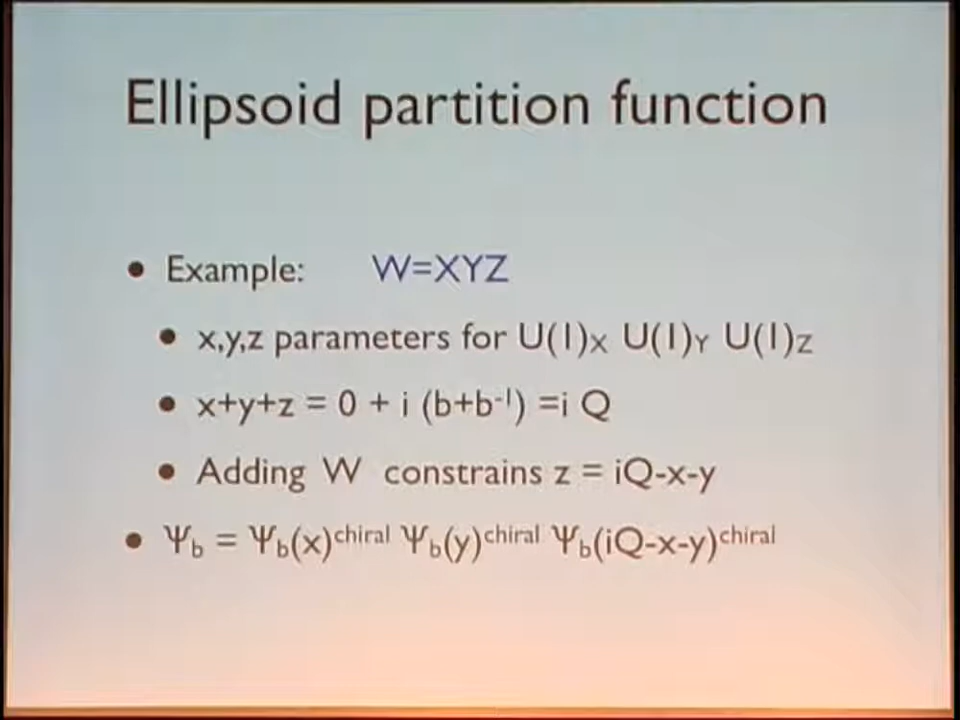 Ellipsoid partition function
• Example: W=XYZ
• x,y,z parameters for U(1)X U(1)Y U(1)Z
• x+y+z = 0 + i (b+b⁻¹) =i Q
• Adding W constrains z = iQ-x-y
• Ψb = Ψb(x)chiral Ψb(y)chiral Ψb(iQ-x-y)chiral